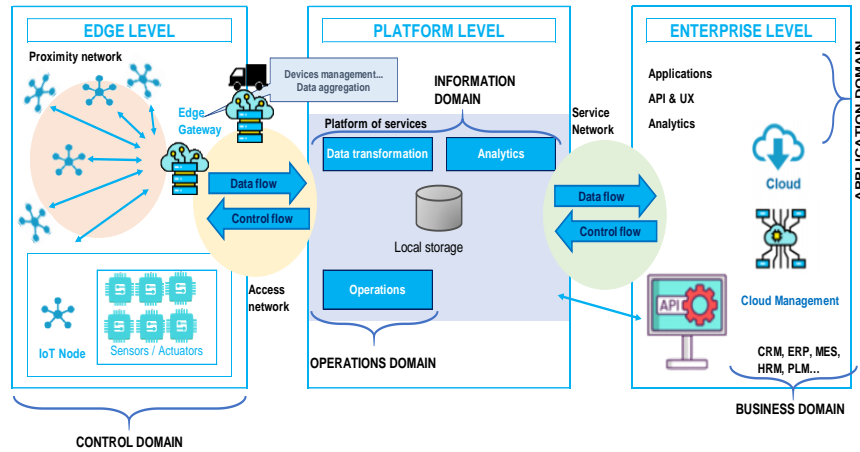 EDGE LEVEL
Proximity network
Edge
Gateway
Devices management...
Data aggregation
Data flow
Control flow
Access
network
IoT Node
Sensors / Actuators
CONTROL DOMAIN
PLATFORM LEVEL
INFORMATION
DOMAIN
Platform of services
Data transformation
Analytics
Local storage
Operations
OPERATIONS DOMAIN
Service
Network
Data flow
Control flow
ENTERPRISE LEVEL
Applications
API & UX
Analytics
APPLICATION DOMAIN
Cloud
Cloud Management
API
CRM, ERP, MES,
HRM, PLM...
BUSINESS DOMAIN